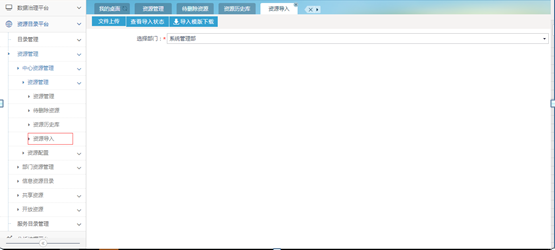 数据治理平台
我的桌面
资源管理
待删除资源
资源历史库
资源导入
资源目录平台
文件上传
查看导入状态
导入模版下载
目录管理
选择部门：*
系统管理部
资源管理
中心资源管理
资源管理
资源管理
待删除资源
资源历史库
资源导入
资源配置
部门资源管理
信息资源目录
共享资源
开放资源
服务目录管理